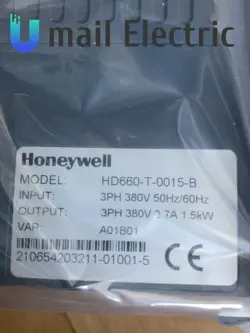 U mail Electric
Honeywell
MODEL: HD660-T-0015-B
INPUT: 3PH 380V 50Hz/60Hz
OUTPUT: 3PH 380V 3.7A 1.5kW
VAR: A01B01
210654203211-01001-5
CE